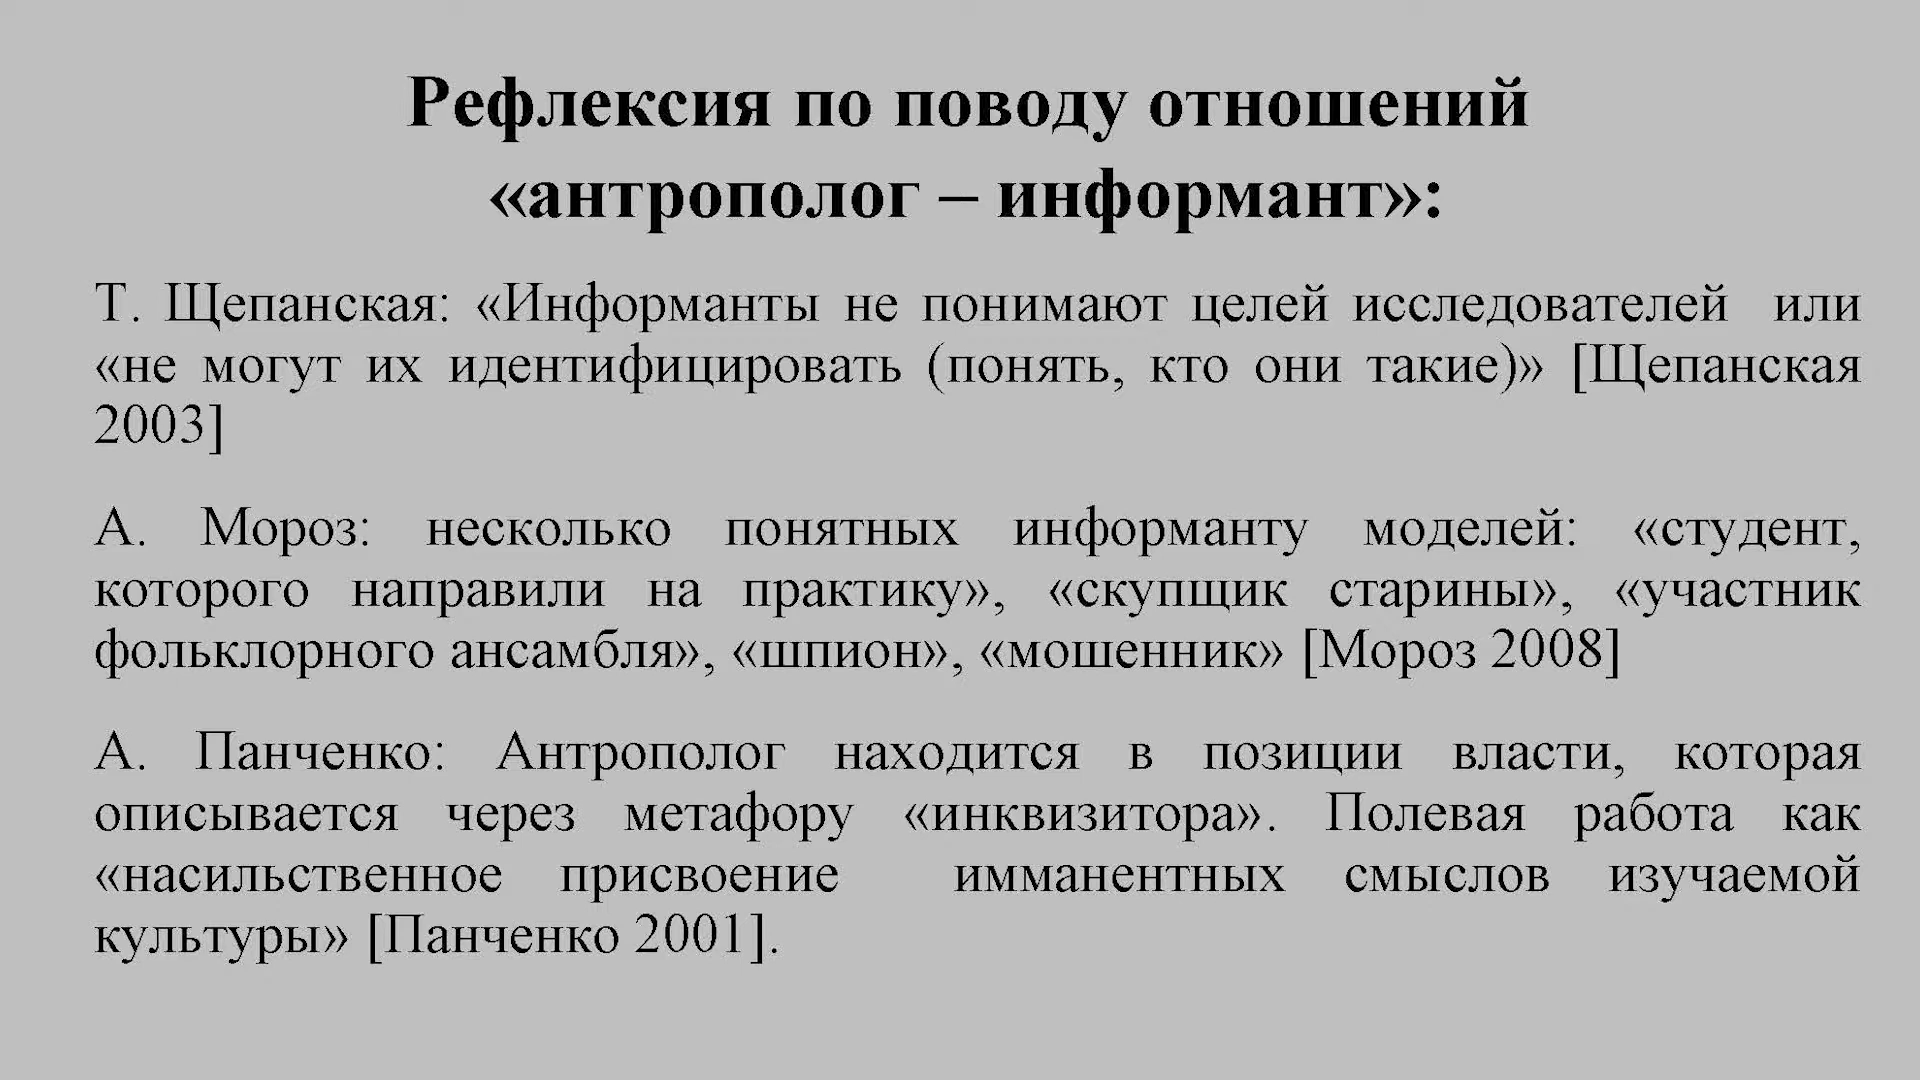 Рефлексия по поводу отношений
«антрополог – информант»:
Т. Щепанская: «Информанты не понимают целей исследователей или
«не могут их идентифицировать (понять, кто они такие)» [Щепанская
2003]
А. Мороз: несколько понятных информанту моделей: «студент,
которого направили на практику», «скупщик старины», «участник
фольклорного ансамбля», «шпион», «мошенник» [Мороз 2008]
А. Панченко: Антрополог находится в позиции власти, которая
описывается через метафору «инквизитора». Полевая работа как
«насильственное присвоение имманентных смыслов изучаемой
культуры» [Панченко 2001].